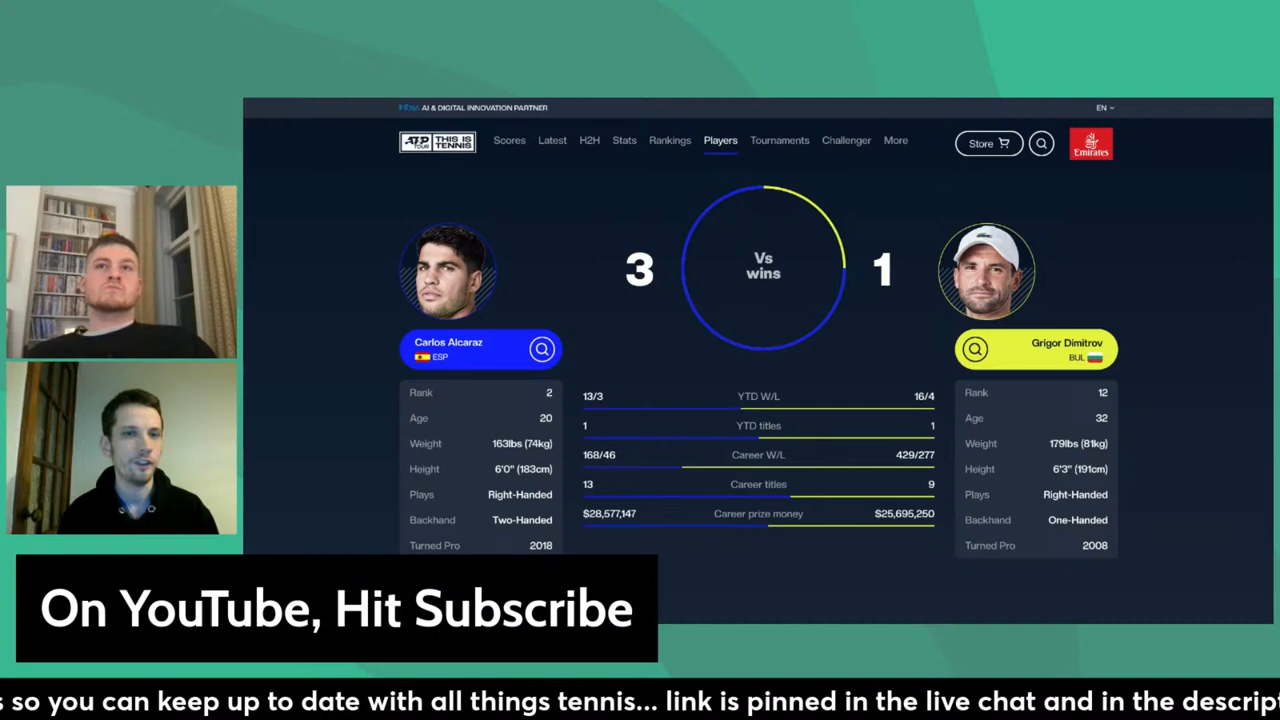 Infosys AI & DIGITAL INNOVATION PARTNER
EN
ATP TOUR THIS IS TENNIS
Scores Latest H2H Stats Rankings Players Tournaments Challenger More
Store
Emirates
3
Vs wins
1
Carlos Alcaraz
ESP
Grigor Dimitrov
BUL
Rank 2
Age 20
Weight 163lbs (74kg)
Height 6'0" (183cm)
Plays Right-Handed
Backhand Two-Handed
Turned Pro 2018
13/3 YTD W/L 16/4
1 YTD titles 1
168/46 Career W/L 429/277
13 Career titles 9
$28,577,147 Career prize money $25,695,250
Rank 12
Age 32
Weight 179lbs (81kg)
Height 6'3" (191cm)
Plays Right-Handed
Backhand One-Handed
Turned Pro 2008
On YouTube, Hit Subscribe
s so you can keep up to date with all things tennis... link is pinned in the live chat and in the descript